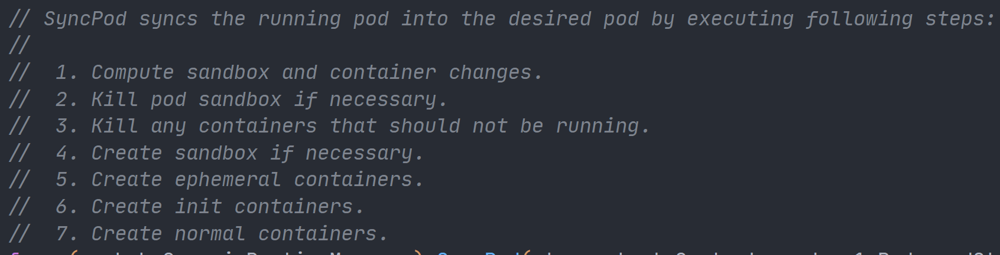 // SyncPod syncs the running pod into the desired pod by executing following steps:
//
//  1. Compute sandbox and container changes.
//  2. Kill pod sandbox if necessary.
//  3. Kill any containers that should not be running.
//  4. Create sandbox if necessary.
//  5. Create ephemeral containers.
//  6. Create init containers.
//  7. Create normal containers.